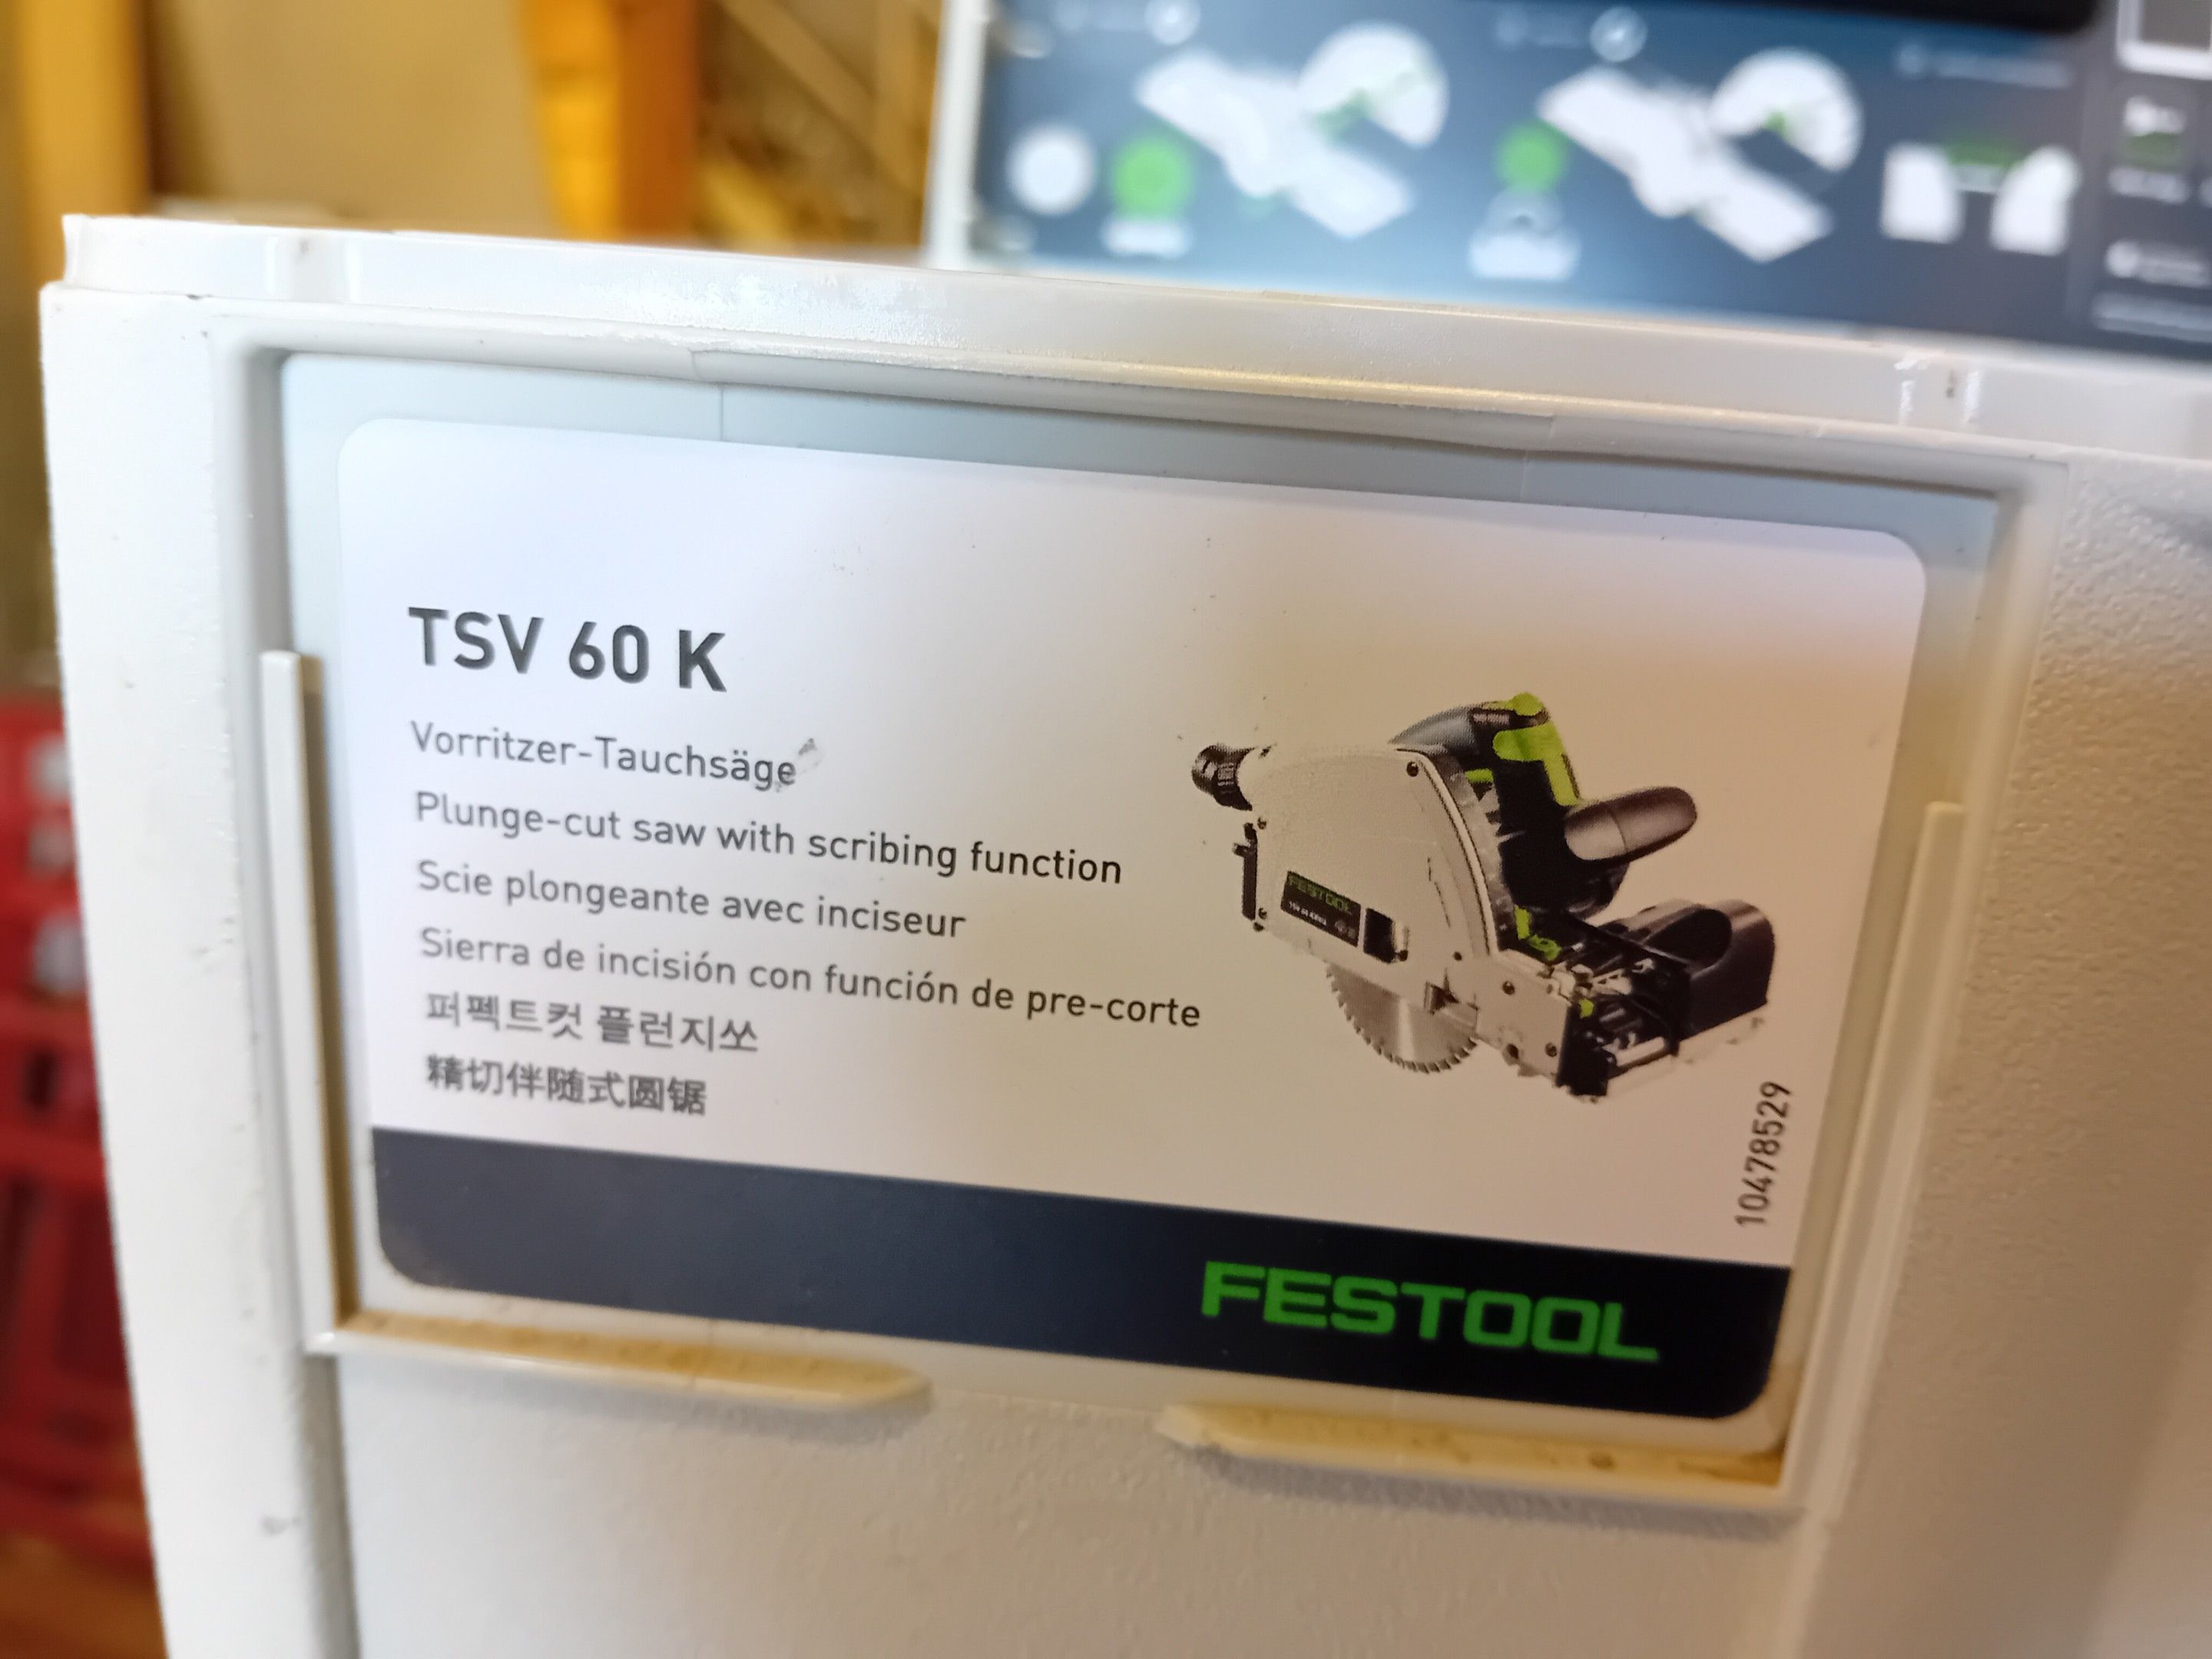 TSV 60 K
Vorritzer-Tauchsäge
Plunge-cut saw with scribing function
Scie plongeante avec inciseur
Sierra de incisión con función de pre-corte
퍼펙트컷 플런지쏘
精切伴随式圆锯
FESTOOL
10478529
FESTOOL